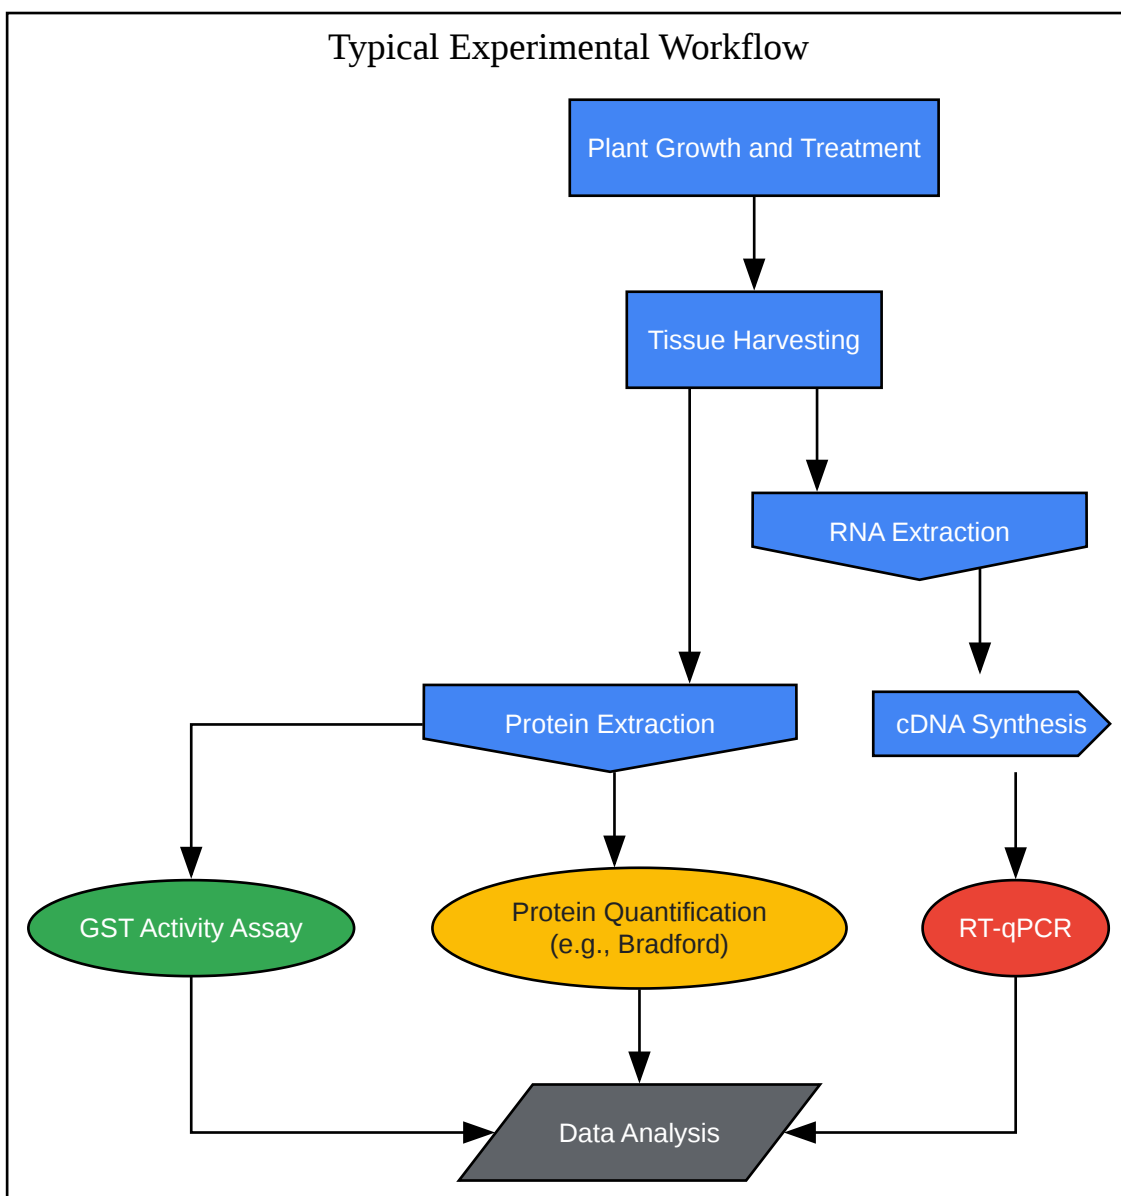 Typical Experimental Workflow
Plant Growth and Treatment
Tissue Harvesting
RNA Extraction
Protein Extraction
cDNA Synthesis
GST Activity Assay
Protein Quantification
(e.g., Bradford)
RT-qPCR
Data Analysis